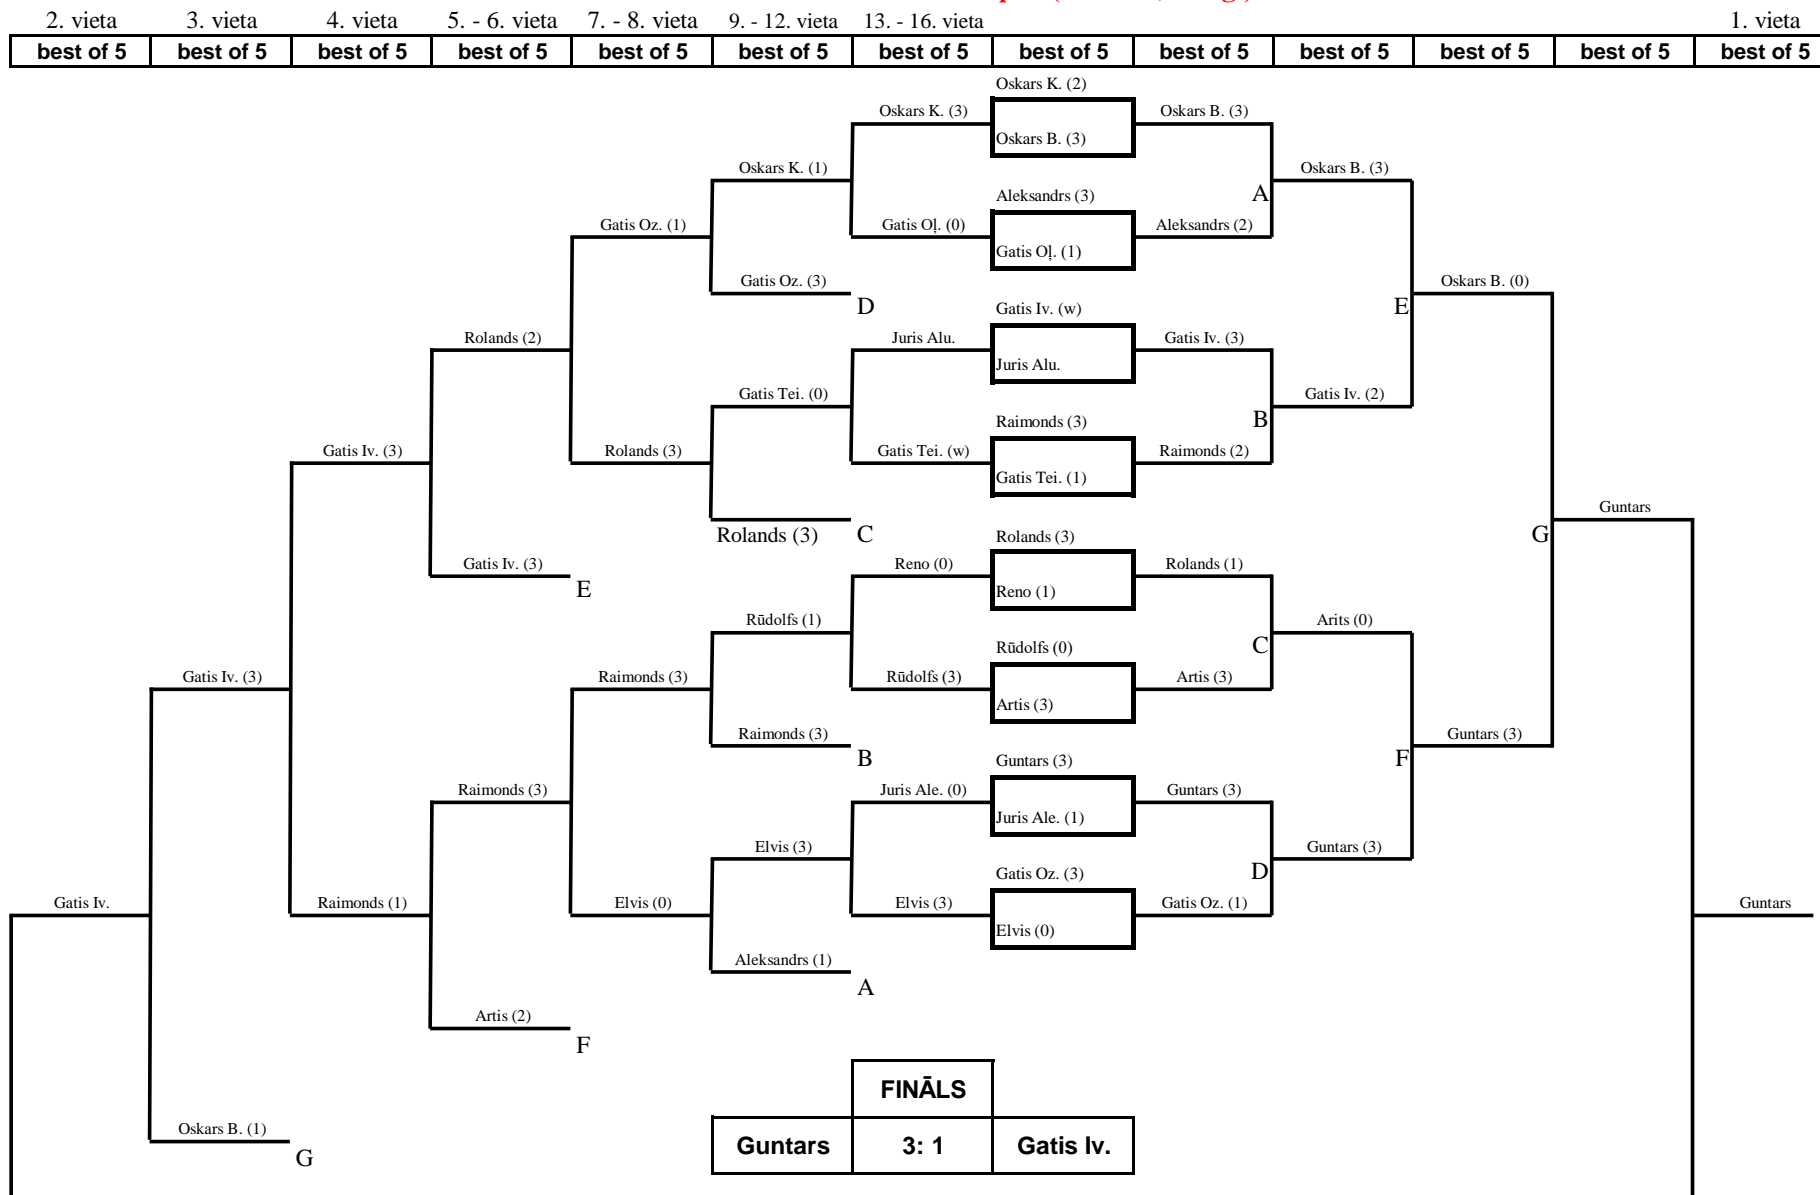 2. vieta 3. vieta 4. vieta 5. - 6. vieta 7. - 8. vieta 9. - 12. vieta 13. - 16. vieta 1. vieta
best of 5 best of 5 best of 5 best of 5 best of 5 best of 5 best of 5 best of 5 best of 5 best of 5 best of 5 best of 5 best of 5
Oskars K. (2)
Oskars K. (3) Oskars B. (3)
Oskars B. (3)
Oskars K. (1) Oskars B. (3)
A Aleksandrs (3)
Gatis Oz. (1) Gatis Oļ. (0) Aleksandrs (2)
Gatis Oļ. (1)
Gatis Oz. (3) Oskars B. (0)
D E
Gatis Iv. (w)
Rolands (2) Juris Alu. Gatis Iv. (3)
Juris Alu.
Gatis Tei. (0) Gatis Iv. (2)
Raimonds (3) B
Gatis Iv. (3) Rolands (3) Gatis Tei. (w) Raimonds (2)
Gatis Tei. (1)
Guntars
Rolands (3) C Rolands (3) G
Gatis Iv. (3) Reno (0) Rolands (1)
E Reno (1)
Rūdolfs (1) Arits (0)
Rūdolfs (0) C
Gatis Iv. (3) Raimonds (3) Rūdolfs (3) Artis (3)
Artis (3)
Raimonds (3) Guntars (3)
B Guntars (3) F
Raimonds (3) Juris Ale. (0) Guntars (3)
Juris Ale. (1)
Elvis (3) Guntars (3)
Gatis Oz. (3) D
Gatis Iv. Raimonds (1) Elvis (0) Elvis (3) Gatis Oz. (1) Guntars
Elvis (0)
Aleksandrs (1)
A
Artis (2)
F
FINĀLS
Oskars B. (1)
G
Guntars 3: 1 Gatis Iv.